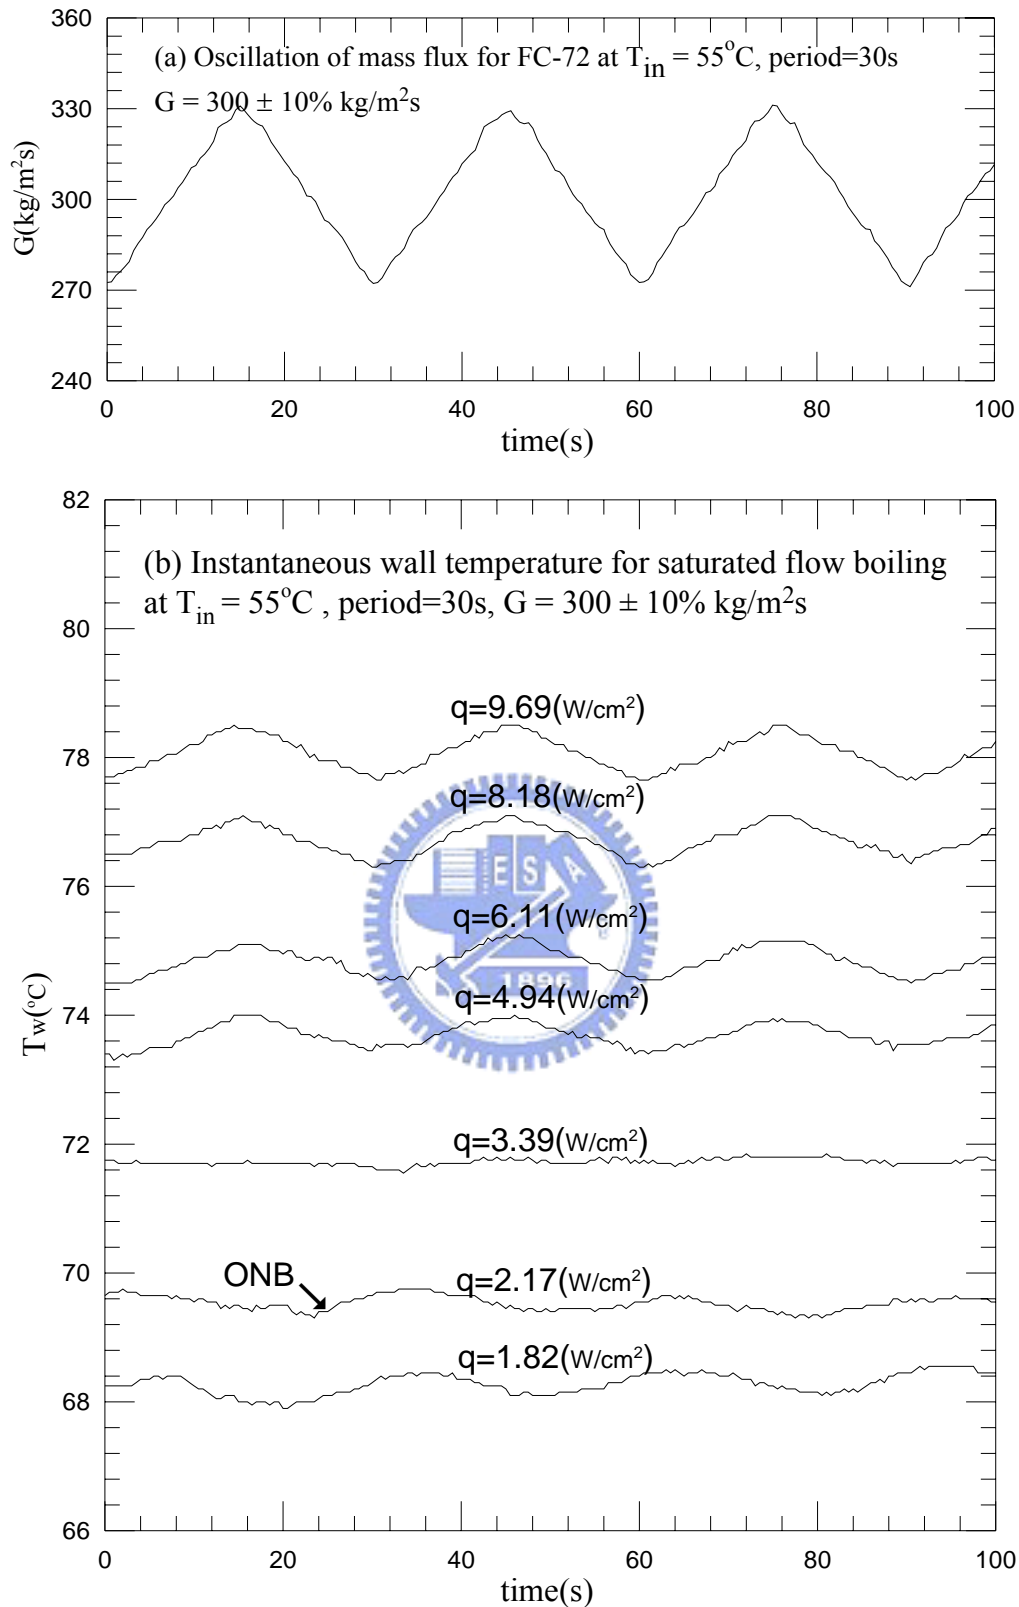 360
330
300
270
240
G(kg/m²s)
(a) Oscillation of mass flux for FC-72 at T_in = 55°C, period=30s
G = 300 ± 10% kg/m²s
0 20 40 60 80 100
time(s)
82
80
78
76
74
72
70
68
66
Tw(°C)
(b) Instantaneous wall temperature for saturated flow boiling
at T_in = 55°C , period=30s, G = 300 ± 10% kg/m²s
q=9.69(W/cm²)
q=8.18(W/cm²)
E S A
q=6.11(W/cm²)
1896
q=4.94(W/cm²)
q=3.39(W/cm²)
ONB
q=2.17(W/cm²)
q=1.82(W/cm²)
0 20 40 60 80 100
time(s)